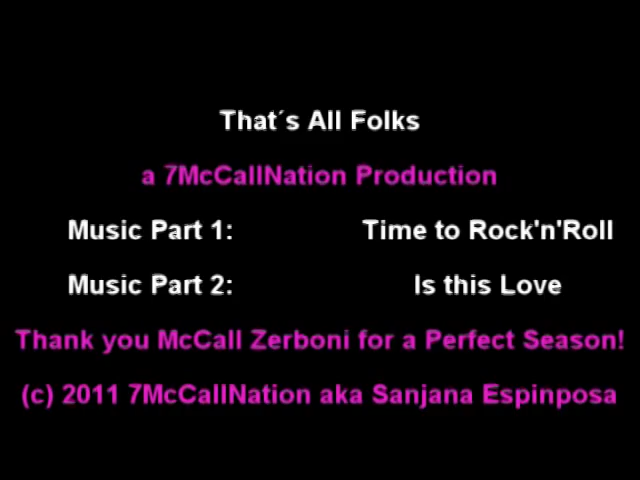 That´s All Folks
a 7McCallNation Production
Music Part 1: Time to Rock'n'Roll
Music Part 2: Is this Love
Thank you McCall Zerboni for a Perfect Season!
(c) 2011 7McCallNation aka Sanjana Espinposa